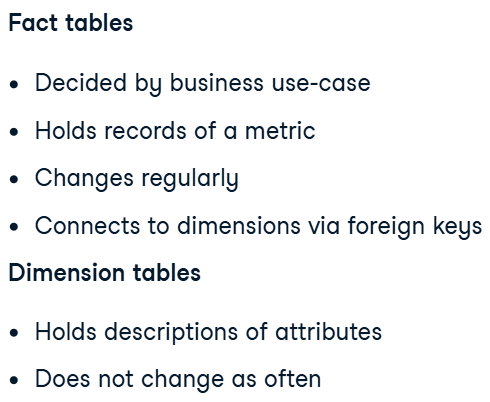 Fact tables
• Decided by business use-case
• Holds records of a metric
• Changes regularly
• Connects to dimensions via foreign keys
Dimension tables
• Holds descriptions of attributes
• Does not change as often